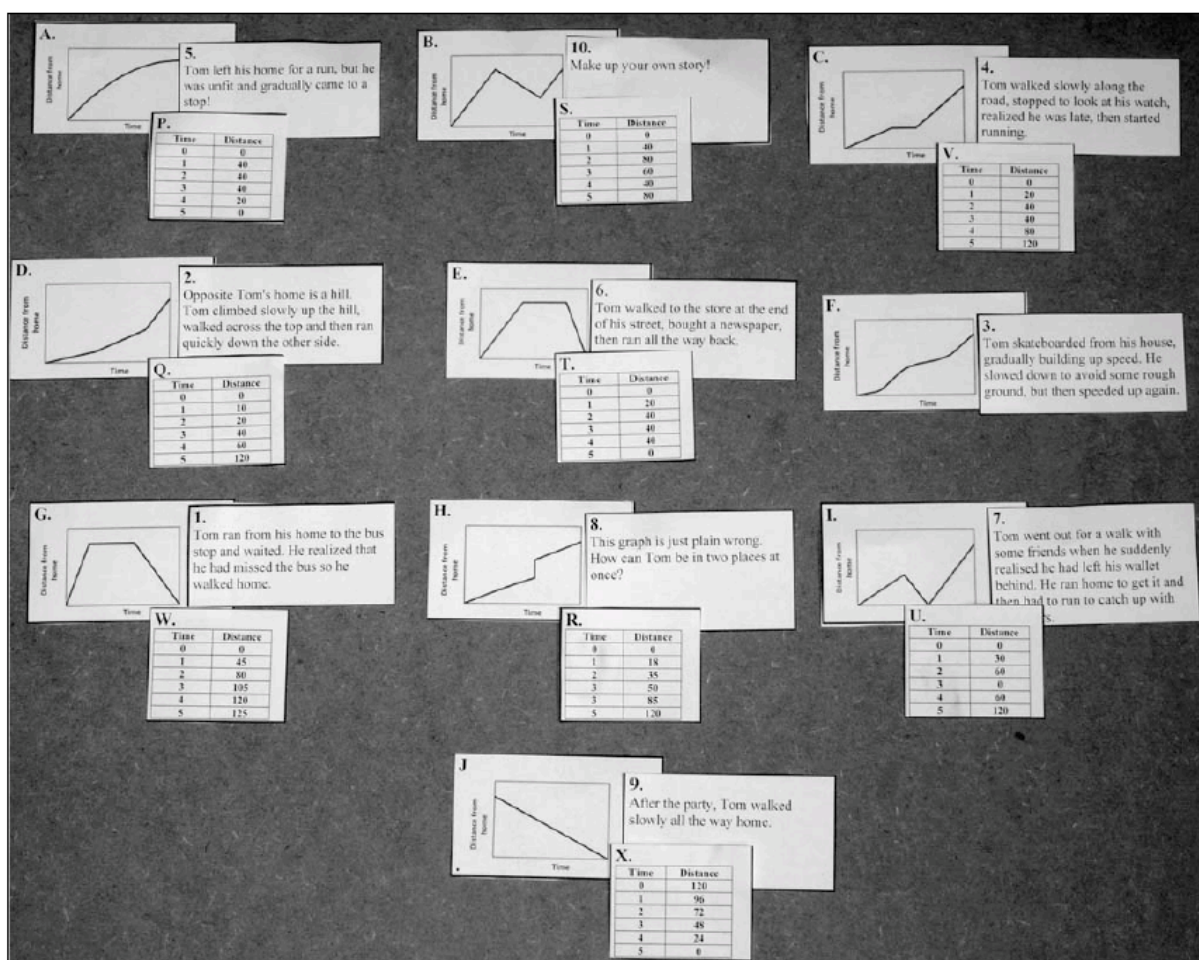 A.
Distance from
home
Time
5.
Tom left his home for a run, but he
was unfit and gradually came to a
stop!
P.
Time Distance
0 0
1 40
2 40
3 40
4 20
5 0
B.
Distance from
home
Time
10.
Make up your own story!
S.
Time Distance
0 0
1 40
2 80
3 60
4 40
5 80
C.
Distance from
home
Time
4.
Tom walked slowly along the
road, stopped to look at his watch,
realized he was late, then started
running.
V.
Time Distance
0 0
1 20
2 40
3 40
4 80
5 120
D.
Distance from
home
Time
2.
Opposite Tom's home is a hill.
Tom climbed slowly up the hill,
walked across the top and then ran
quickly down the other side.
Q.
Time Distance
0 0
1 10
2 20
3 40
4 60
5 120
E.
Distance from
home
6.
Tom walked to the store at the end
of his street, bought a newspaper,
then ran all the way back.
T.
Time Distance
0 0
1 20
2 40
3 40
4 40
5 0
F.
Distance from
home
Time
3.
Tom skateboarded from his house,
gradually building up speed. He
slowed down to avoid some rough
ground, but then speeded up again.
G.
Distance from
home
Time
1.
Tom ran from his home to the bus
stop and waited. He realized that
he had missed the bus so he
walked home.
W.
Time Distance
0 0
1 45
2 80
3 105
4 120
5 125
H.
Distance from
home
Time
8.
This graph is just plain wrong.
How can Tom be in two places at
once?
R.
Time Distance
0 0
1 18
2 35
3 50
3 85
5 120
I.
Distance from
home
Time
7.
Tom went out for a walk with
some friends when he suddenly
realised he had left his wallet
behind. He ran home to get it and
then had to run to catch up with
U.
Time Distance
0 0
1 30
2 60
3 0
4 60
5 120
J
Distance from
home
Time
9.
After the party, Tom walked
slowly all the way home.
X.
Time Distance
0 120
1 96
2 72
3 48
4 24
5 0